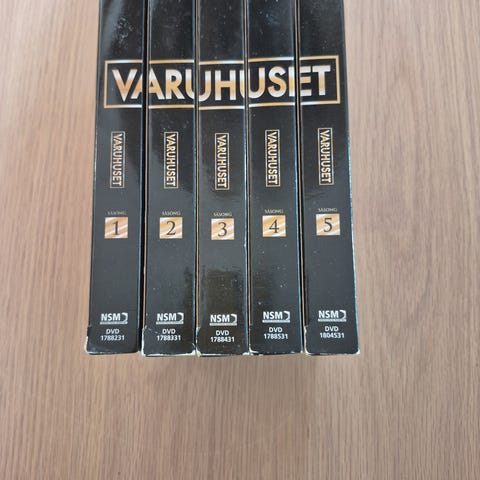 VARUHUSET
VARUHUSET
SÄSONG
1
NSM
DVD
1788231
VARUHUSET
SÄSONG
2
NSM
DVD
1788331
VARUHUSET
SÄSONG
3
NSM
DVD
1788431
VARUHUSET
SÄSONG
4
NSM
DVD
1788531
VARUHUSET
SÄSONG
5
NSM
DVD
1804531